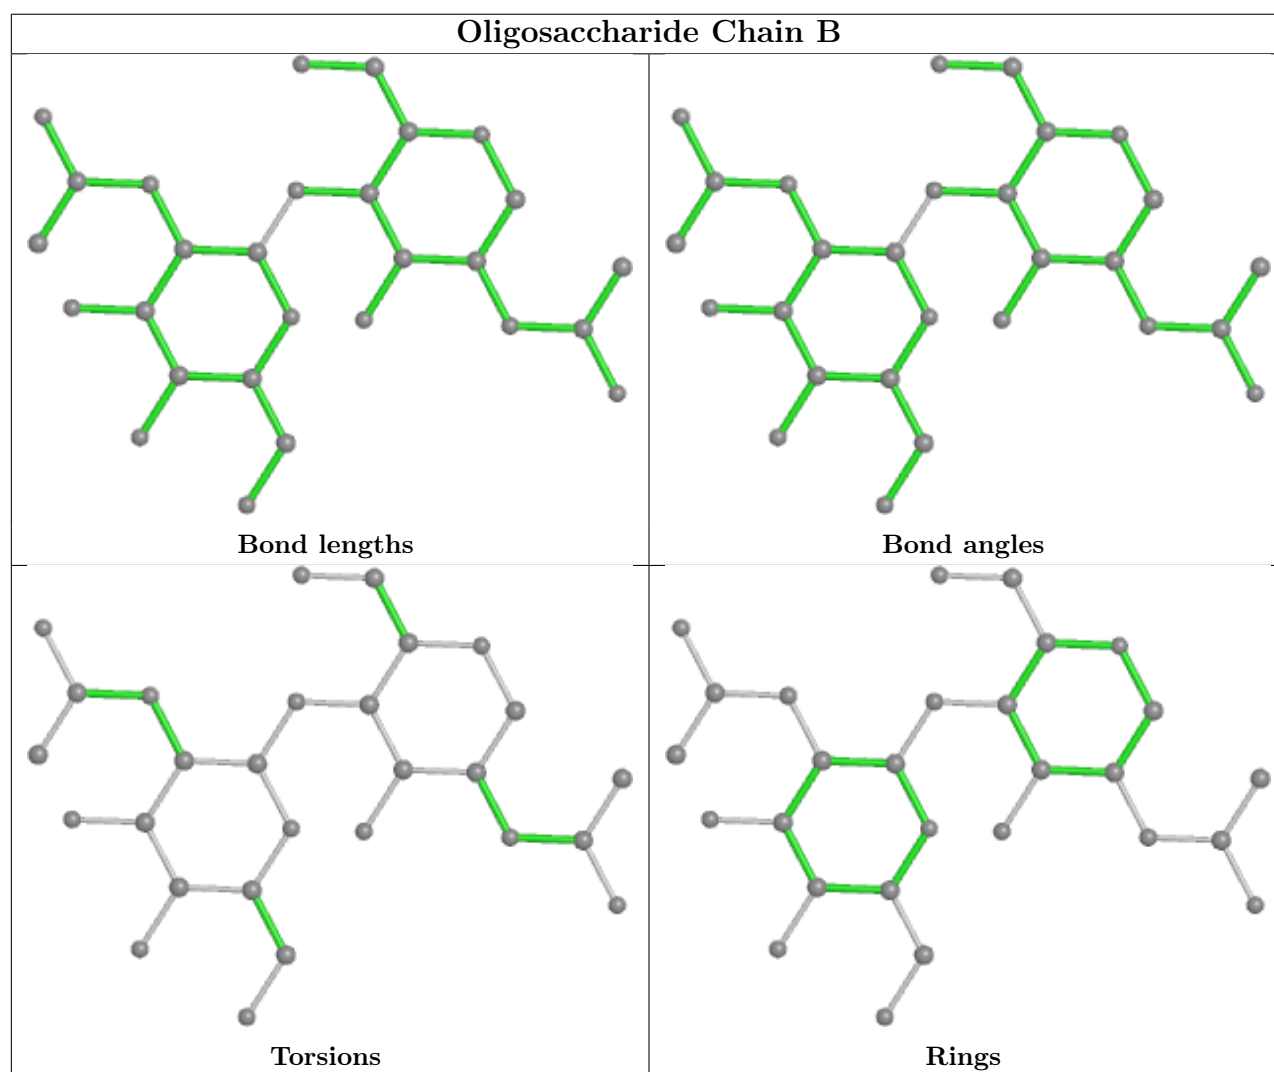 Oligosaccharide Chain B
Bond lengths
Bond angles
Torsions
Rings